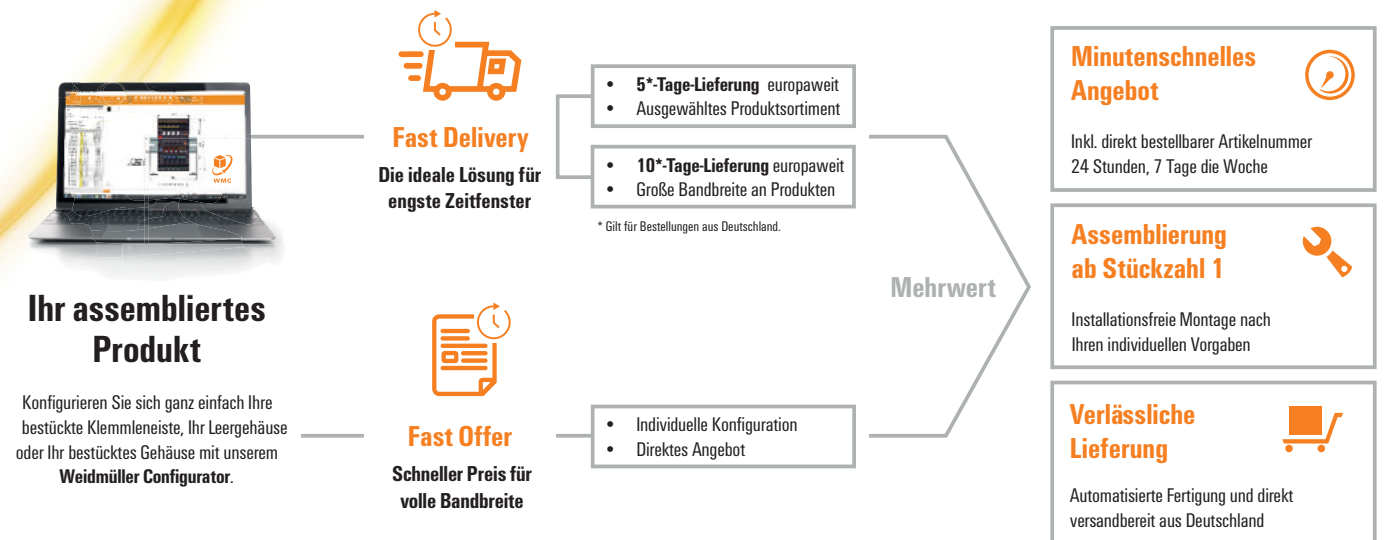 WMC
Ihr assembliertes
Produkt
Konfigurieren Sie sich ganz einfach Ihre
bestückte Klemmleneiste, Ihr Leergehäuse
oder Ihr bestücktes Gehäuse mit unserem
Weidmüller Configurator.
Fast Delivery
Die ideale Lösung für
engste Zeitfenster
• 5*-Tage-Lieferung europaweit
• Ausgewähltes Produktsortiment
• 10*-Tage-Lieferung europaweit
• Große Bandbreite an Produkten
* Gilt für Bestellungen aus Deutschland.
Fast Offer
Schneller Preis für
volle Bandbreite
• Individuelle Konfiguration
• Direktes Angebot
Mehrwert
Minutenschnelles
Angebot
Inkl. direkt bestellbarer Artikelnummer
24 Stunden, 7 Tage die Woche
Assemblierung
ab Stückzahl 1
Installationsfreie Montage nach
Ihren individuellen Vorgaben
Verlässliche
Lieferung
Automatisierte Fertigung und direkt
versandbereit aus Deutschland